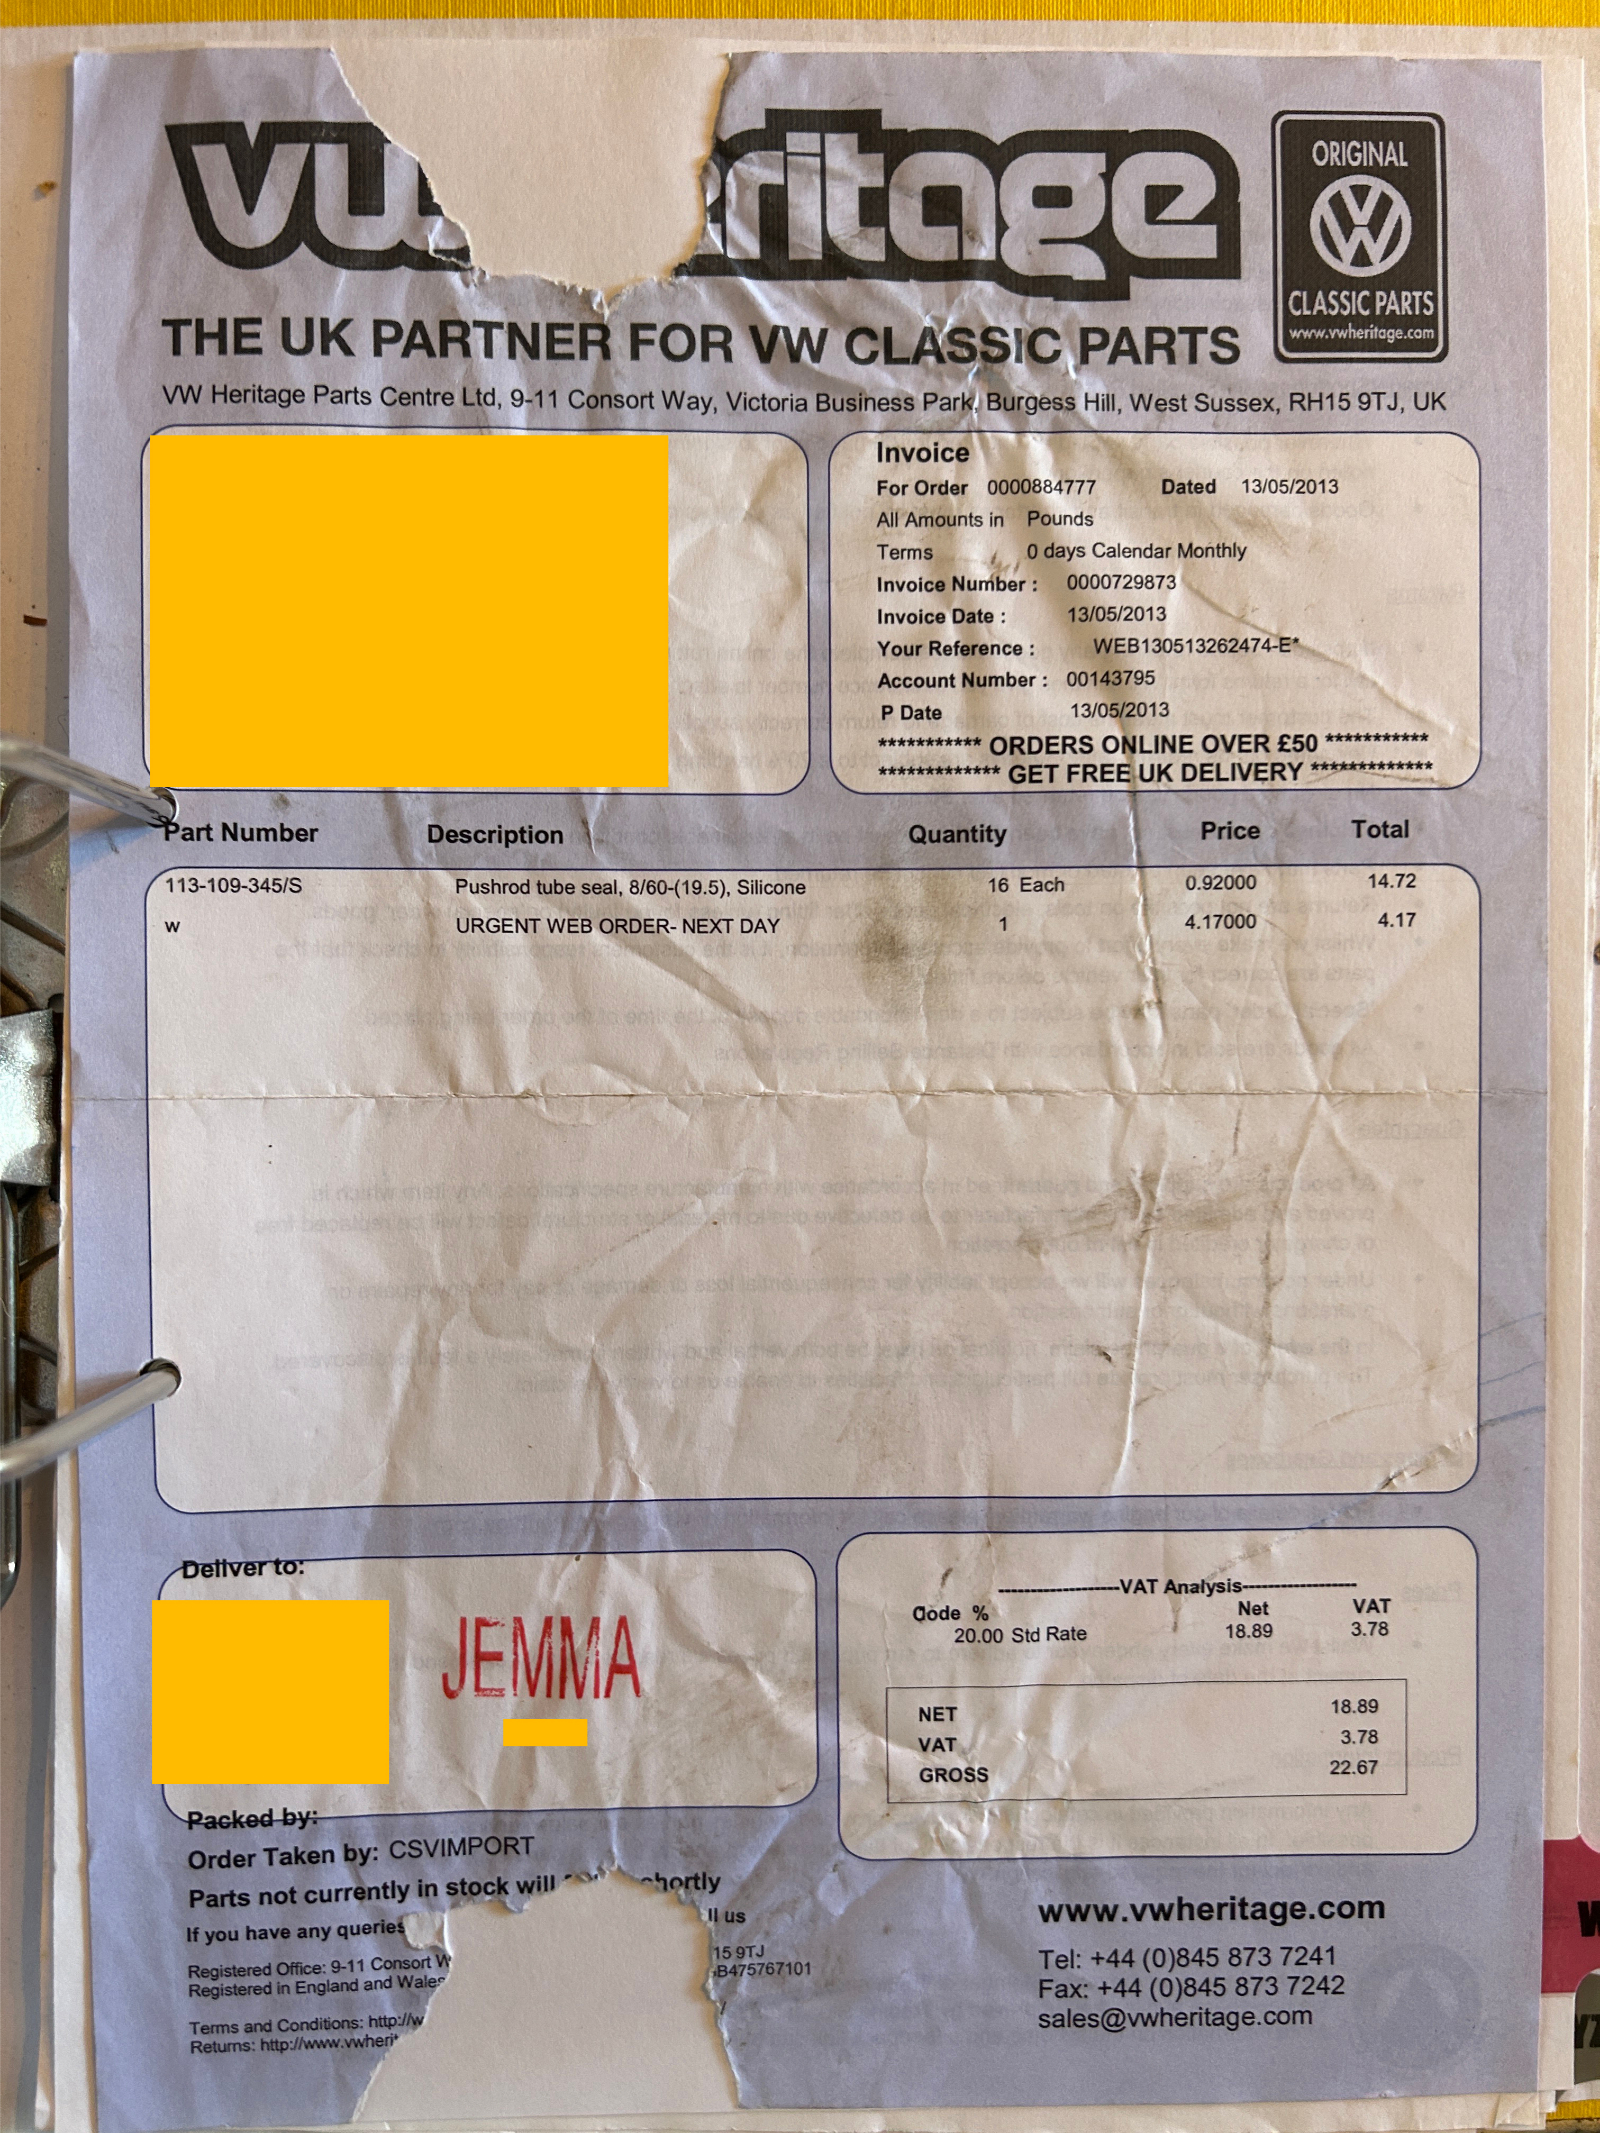 ORIGINAL
CLASSIC PARTS
www.vwheritage.com
THE UK PARTNER FOR VW CLASSIC PARTS
VW Heritage Parts Centre Ltd, 9-11 Consort Way, Victoria Business Park, Burgess Hill, West Sussex, RH15 9TJ, UK
Invoice
For Order 0000884777 Dated 13/05/2013
All Amounts in Pounds
Terms 0 days Calendar Monthly
Invoice Number : 0000729873
Invoice Date : 13/05/2013
Your Reference : WEB130513262474-E*
Account Number : 00143795
P Date 13/05/2013
*********** ORDERS ONLINE OVER £50 ***********
************* GET FREE UK DELIVERY *************
Part Number Description Quantity Price Total
113-109-345/S Pushrod tube seal, 8/60-(19.5), Silicone 16 Each 0.92000 14.72
w URGENT WEB ORDER- NEXT DAY 1 4.17000 4.17
Deliver to:
JEMMA
--------------------VAT Analysis-------------------
Code % Net VAT
20.00 Std Rate 18.89 3.78
NET 18.89
VAT 3.78
GROSS 22.67
Packed by:
Order Taken by: CSVIMPORT
Parts not currently in stock will shortly
If you have any queries ll us
Registered Office: 9-11 Consort W 15 9TJ
Registered in England and Wales B475767101
Terms and Conditions: http://w
Returns: http://www.vwherit
www.vwheritage.com
Tel: +44 (0)845 873 7241
Fax: +44 (0)845 873 7242
sales@vwheritage.com